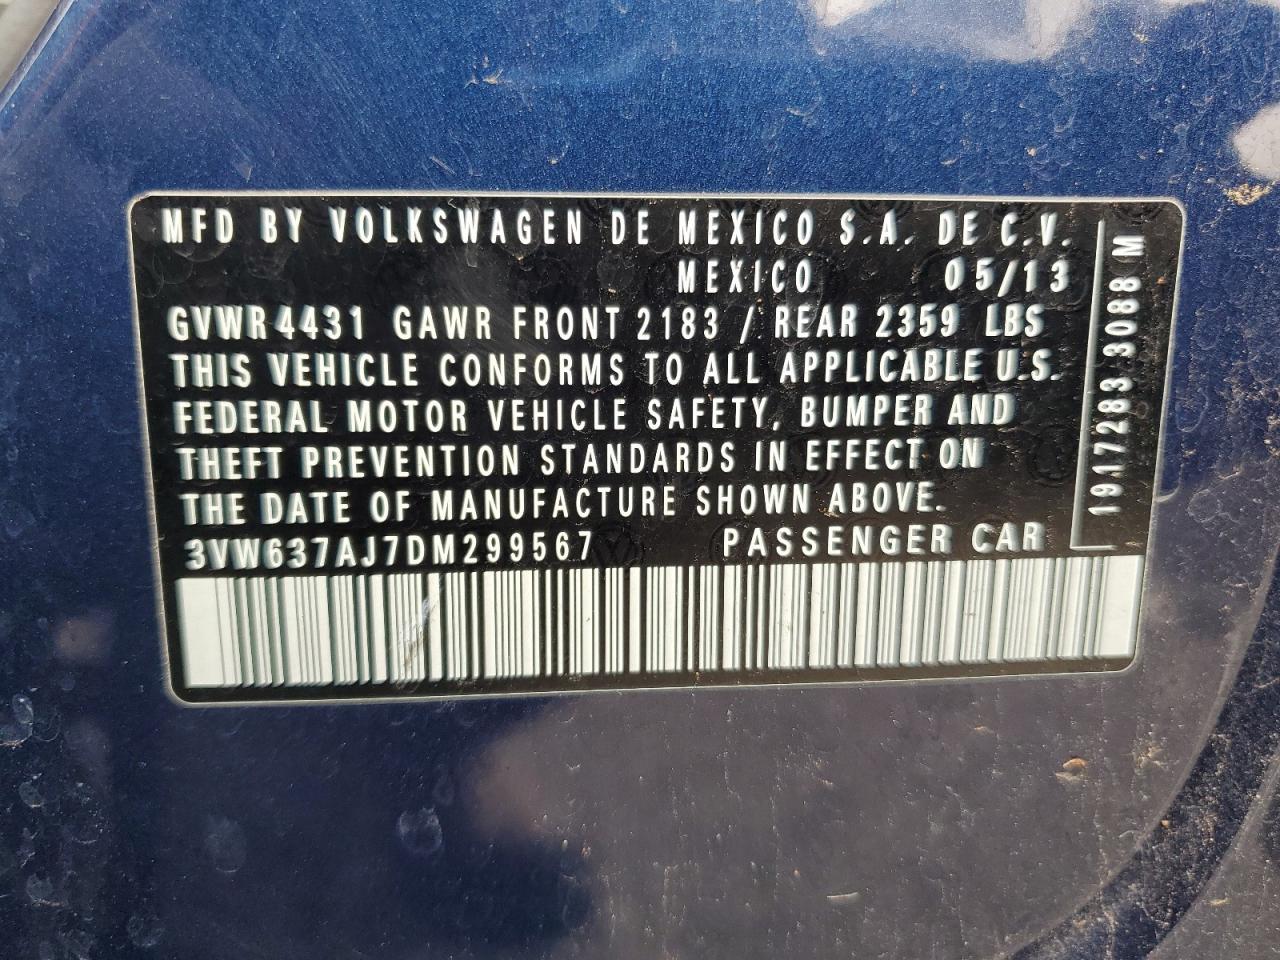 MFD BY VOLKSWAGEN DE MEXICO S.A. DE C.V.
MEXICO 05/13
GVWR 4431 GAWR FRONT 2183 / REAR 2359 LBS
THIS VEHICLE CONFORMS TO ALL APPLICABLE U.S.
FEDERAL MOTOR VEHICLE SAFETY, BUMPER AND
THEFT PREVENTION STANDARDS IN EFFECT ON
THE DATE OF MANUFACTURE SHOWN ABOVE.
3VW637AJ7DM299567 PASSENGER CAR
1917283 3088 M